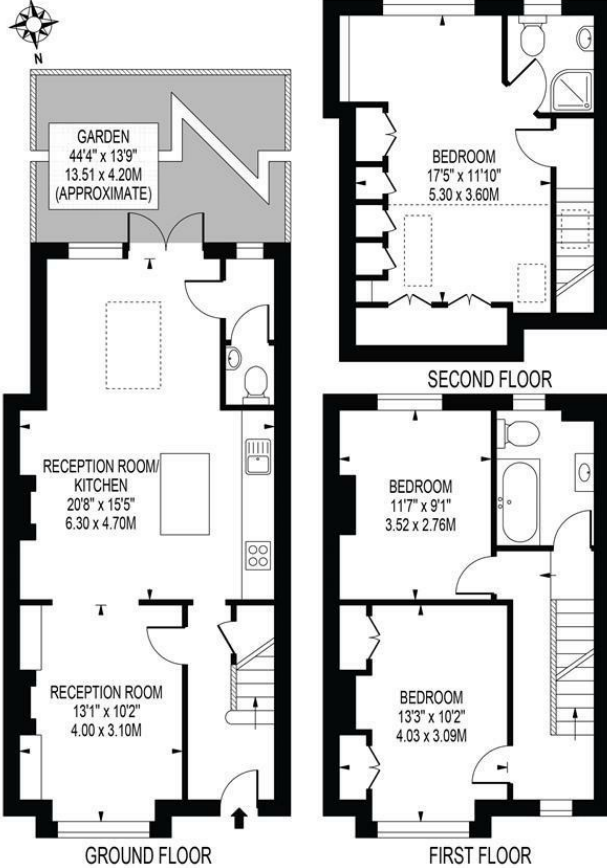 N
GARDEN
44'4" x 13'9"
13.51 x 4.20M
(APPROXIMATE)
RECEPTION ROOM/
KITCHEN
20'8" x 15'5"
6.30 x 4.70M
RECEPTION ROOM
13'1" x 10'2"
4.00 x 3.10M
GROUND FLOOR
BEDROOM
17'5" x 11'10"
5.30 x 3.60M
SECOND FLOOR
BEDROOM
11'7" x 9'1"
3.52 x 2.76M
BEDROOM
13'3" x 10'2"
4.03 x 3.09M
FIRST FLOOR